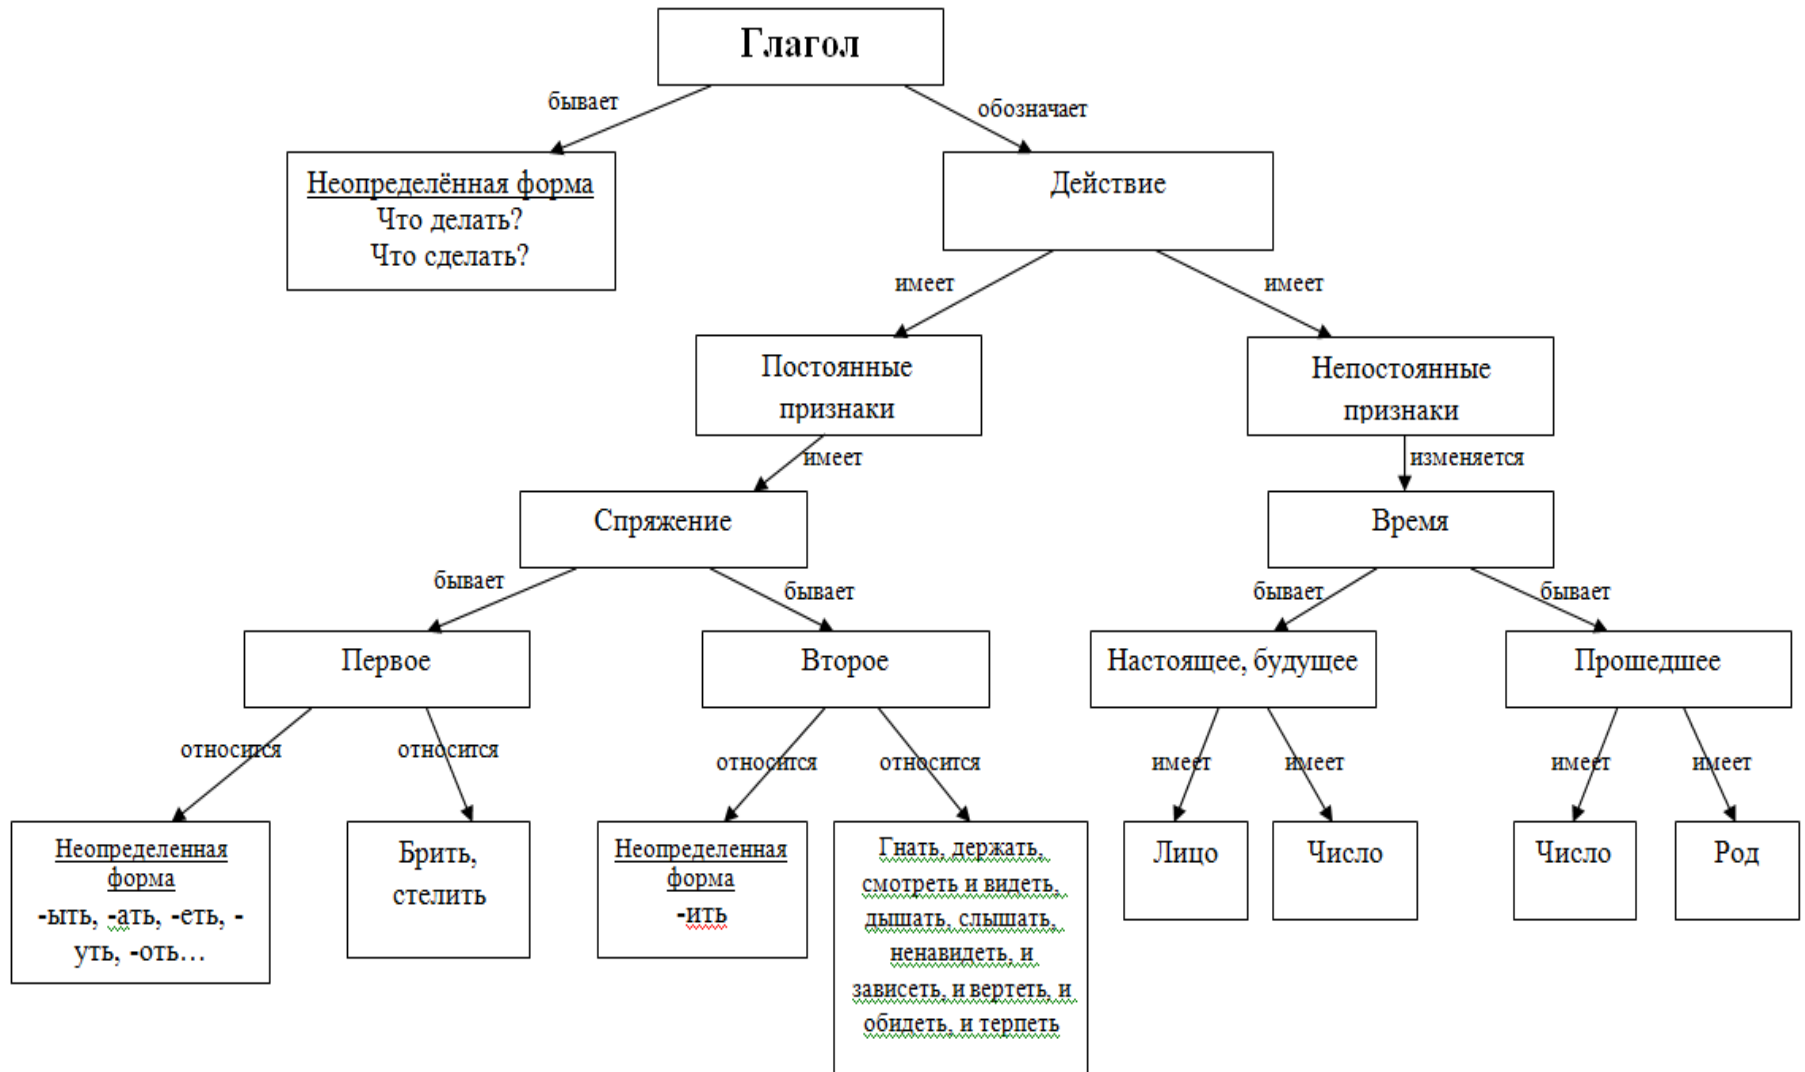 Глагол
бывает
обозначает
Неопределённая форма
Что делать?
Что сделать?
Действие
имеет
имеет
Постоянные
признаки
Непостоянные
признаки
имеет
изменяется
Спряжение
Время
бывает
бывает
бывает
бывает
Первое
Второе
Настоящее, будущее
Прошедшее
относится
относится
относится
относится
имеет
имеет
имеет
имеет
Неопределенная
форма
-ыть, -ать, -еть, -
уть, -оть...
Брить,
стелить
Неопределенная
форма
-ить
Гнать, держать,
смотреть и видеть,
дышать, слышать,
ненавидеть, и
зависеть, и вертеть, и
обидеть, и терпеть
Лицо
Число
Число
Род